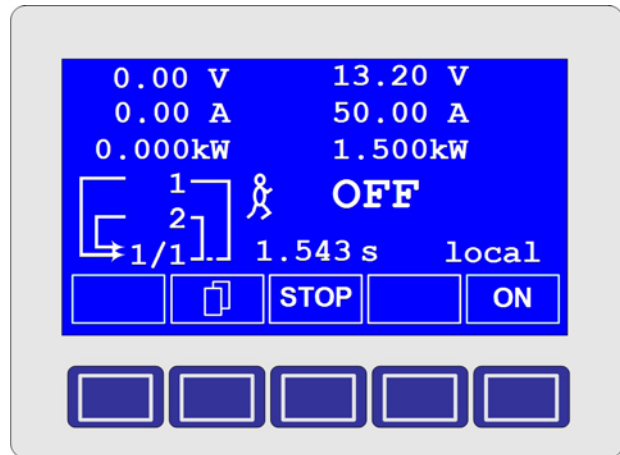 0.00 V 13.20 V
0.00 A 50.00 A
0.000kW 1.500kW
1 OFF
2
1/1 1.543 s local
STOP ON